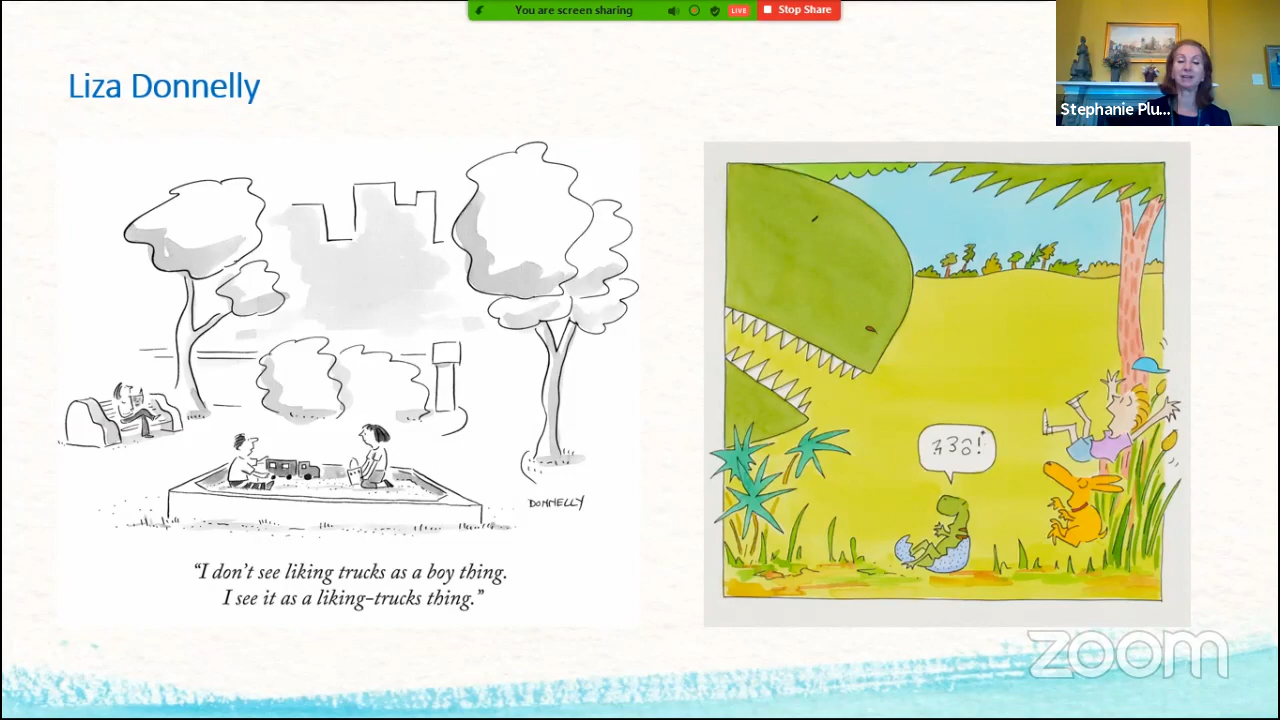 You are screen sharing
LIVE
Stop Share
Stephanie Plu...
Liza Donnelly
DONNELLY
“I don’t see liking trucks as a boy thing.
I see it as a liking-trucks thing.”
zoom